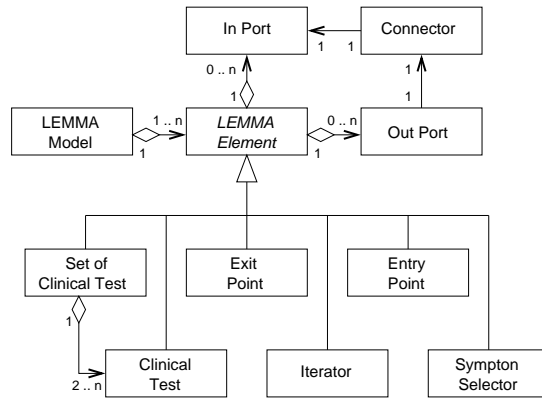 In Port
Connector
1
1
0 .. n
1
1
1
LEMMA
Model
1 .. n
1
LEMMA
Element
0 .. n
1
Out Port
Set of
Clinical Test
Exit
Point
Entry
Point
1
2 .. n
Clinical
Test
Iterator
Sympton
Selector